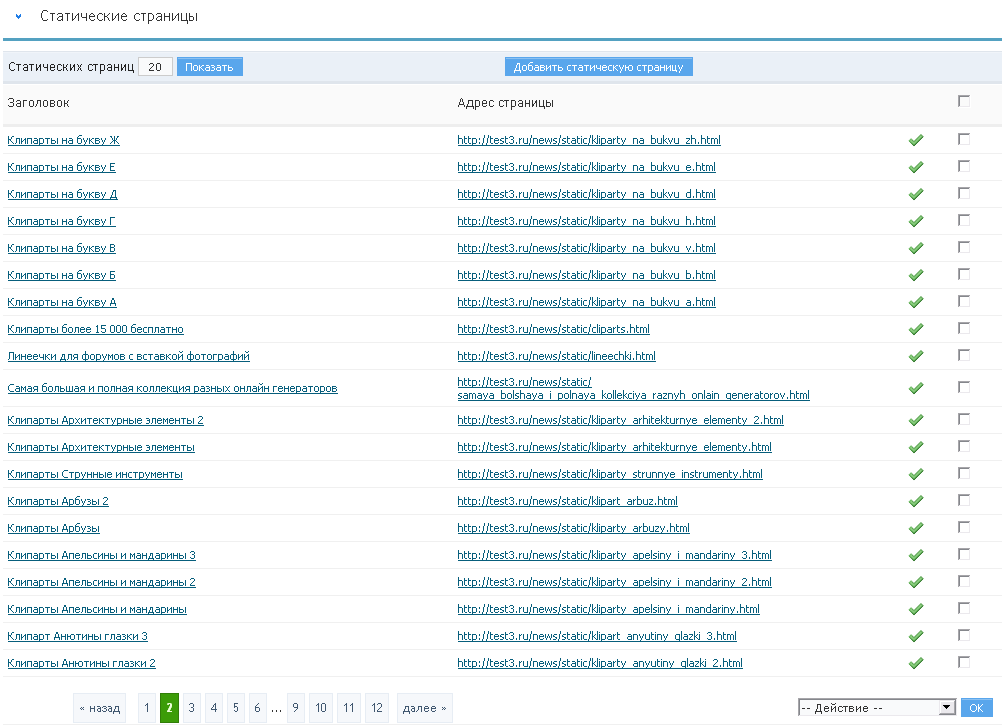 Статические страницы
Статических страниц 20 Показать Добавить статическую страницу
Заголовок Адрес страницы
Клипарты на букву Ж http://test3.ru/news/static/kliparty_na_bukvu_zh.html
Клипарты на букву Е http://test3.ru/news/static/kliparty_na_bukvu_e.html
Клипарты на букву Д http://test3.ru/news/static/kliparty_na_bukvu_d.html
Клипарты на букву Г http://test3.ru/news/static/kliparty_na_bukvu_h.html
Клипарты на букву В http://test3.ru/news/static/kliparty_na_bukvu_v.html
Клипарты на букву Б http://test3.ru/news/static/kliparty_na_bukvu_b.html
Клипарты на букву А http://test3.ru/news/static/kliparty_na_bukvu_a.html
Клипарты более 15 000 бесплатно http://test3.ru/news/static/cliparts.html
Линеечки для форумов с вставкой фотографий http://test3.ru/news/static/lineechki.html
Самая большая и полная коллекция разных онлайн генераторов http://test3.ru/news/static/
samaya_bolshaya_i_polnaya_kollekciya_raznyh_onlain_generatorov.html
Клипарты Архитектурные элементы 2 http://test3.ru/news/static/kliparty_arhitekturnye_elementy_2.html
Клипарты Архитектурные элементы http://test3.ru/news/static/kliparty_arhitekturnye_elementy.html
Клипарты Струнные инструменты http://test3.ru/news/static/kliparty_strunnye_instrumenty.html
Клипарты Арбузы 2 http://test3.ru/news/static/klipart_arbuz.html
Клипарты Арбузы http://test3.ru/news/static/kliparty_arbuzy.html
Клипарты Апельсины и мандарины 3 http://test3.ru/news/static/kliparty_apelsiny_i_mandariny_3.html
Клипарты Апельсины и мандарины 2 http://test3.ru/news/static/kliparty_apelsiny_i_mandariny_2.html
Клипарты Апельсины и мандарины http://test3.ru/news/static/kliparty_apelsiny_i_mandariny.html
Клипарт Анютины глазки 3 http://test3.ru/news/static/klipart_anyutiny_glazki_3.html
Клипарты Анютины глазки 2 http://test3.ru/news/static/kliparty_anyutiny_glazki_2.html
« назад 1 2 3 4 5 6 ... 9 10 11 12 далее » -- Действие -- OK